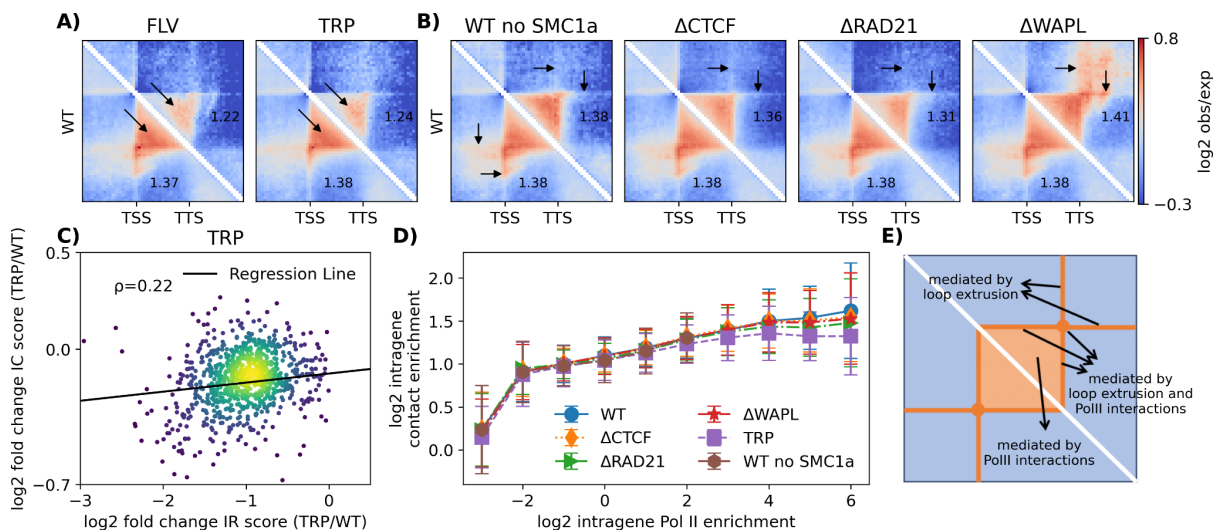 A)
FLV
TRP
WT
1.22
1.37
1.24
1.38
TSS
TTS
TSS
TTS
B)
WT no SMC1a
ΔCTCF
ΔRAD21
ΔWAPL
WT
1.38
1.38
1.36
1.38
1.31
1.38
1.41
1.38
TSS
TTS
TSS
TTS
TSS
TTS
TSS
TTS
0.8
log2 obs/exp
−0.3
C)
TRP
0.5
0.0
−0.7
log2 fold change IC score (TRP/WT)
ρ=0.22
Regression Line
−3
−2
−1
0
log2 fold change IR score (TRP/WT)
D)
log2 intragene
contact enrichment
2.0
1.5
1.0
0.5
0.0
WT
ΔCTCF
ΔRAD21
ΔWAPL
TRP
WT no SMC1a
−2
0
2
4
6
log2 intragene Pol II enrichment
E)
mediated by
loop extrusion
mediated by
loop extrusion and
PolII interactions
mediated by
PolII interactions